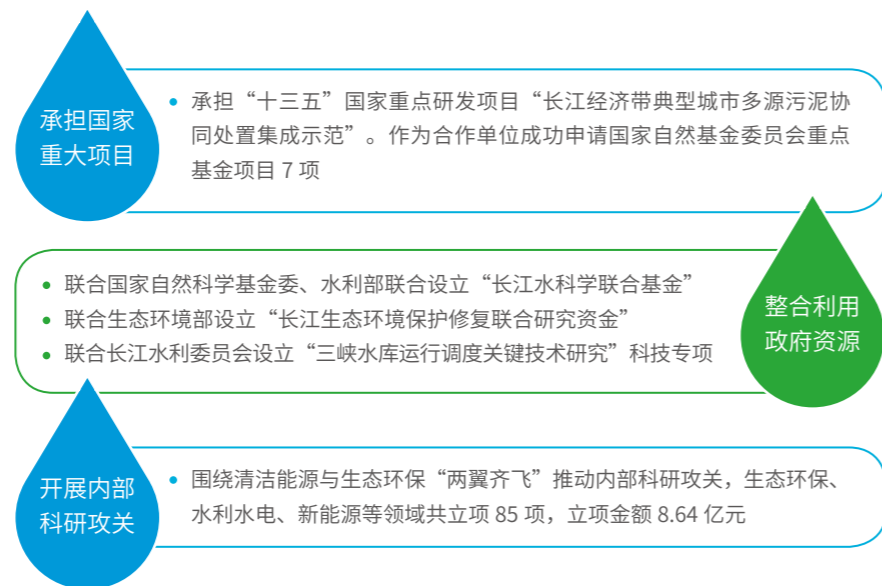 承担国家
重大项目
• 承担“十三五”国家重点研发项目“长江经济带典型城市多源污泥协
同处置集成示范”。作为合作单位成功申请国家自然基金委员会重点
基金项目 7 项
• 联合国家自然科学基金委、水利部联合设立“长江水科学联合基金”
• 联合生态环境部设立“长江生态环境保护修复联合研究资金”
• 联合长江水利委员会设立“三峡水库运行调度关键技术研究”科技专项
整合利用
政府资源
开展内部
科研攻关
• 围绕清洁能源与生态环保“两翼齐飞”推动内部科研攻关，生态环保、
水利水电、新能源等领域共立项 85 项，立项金额 8.64 亿元